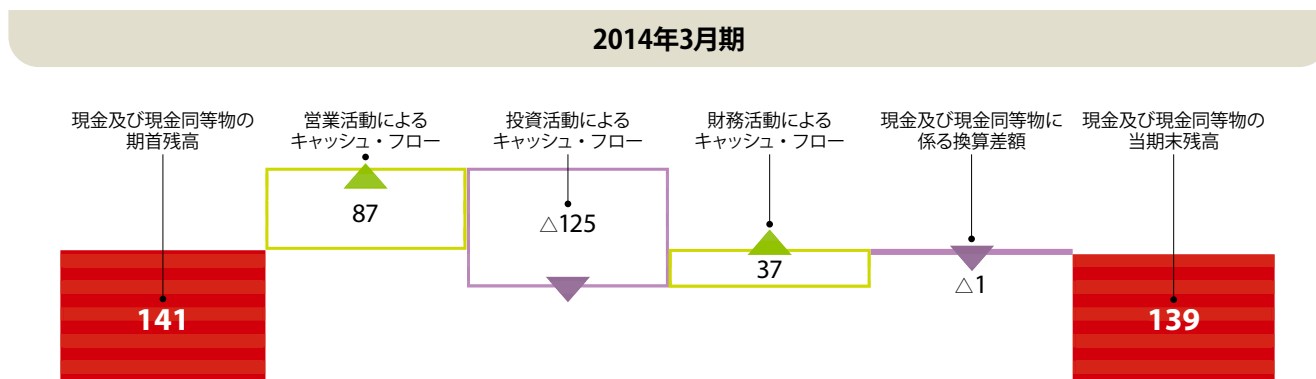 2014年3月期
現金及び現金同等物の
期首残高
営業活動による
キャッシュ・フロー
投資活動による
キャッシュ・フロー
財務活動による
キャッシュ・フロー
現金及び現金同等物に
係る換算差額
現金及び現金同等物の
当期末残高
141
87
△125
37
△1
139